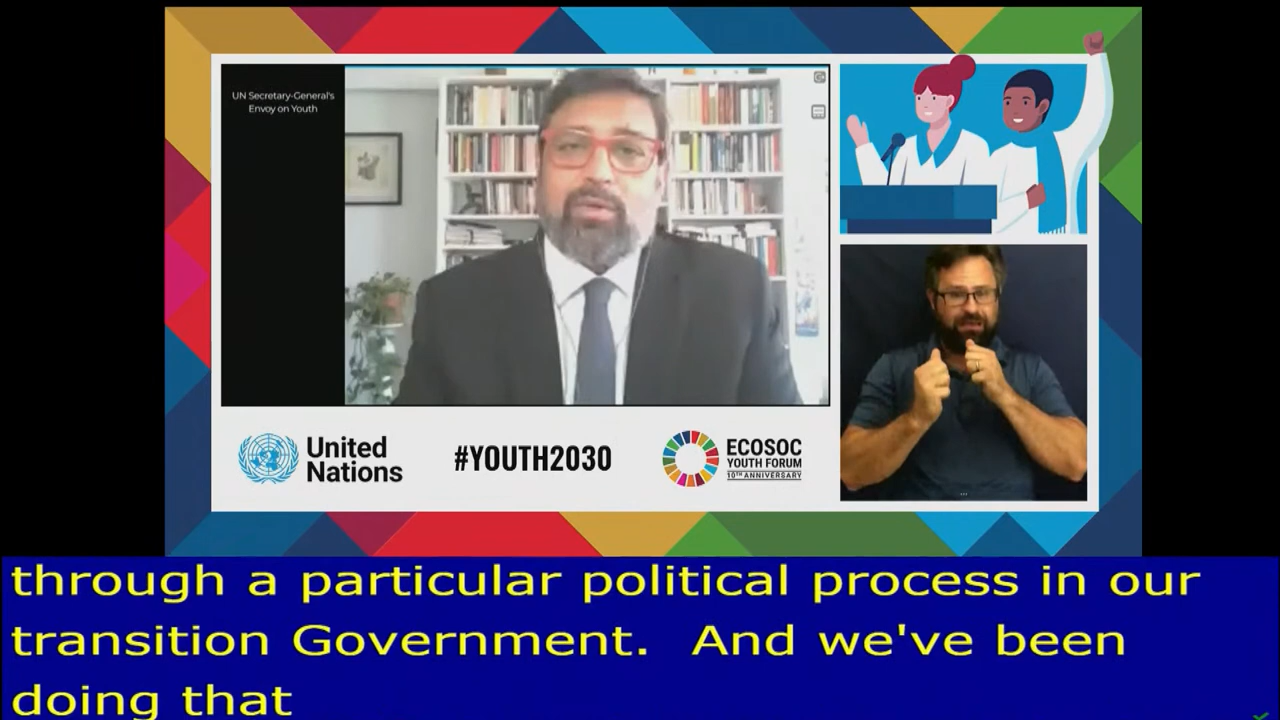 UN Secretary-General's
Envoy on Youth
United
Nations
#YOUTH2030
ECOSOC
YOUTH FORUM
10TH ANNIVERSARY
through a particular political process in our
transition Government.  And we've been
doing that